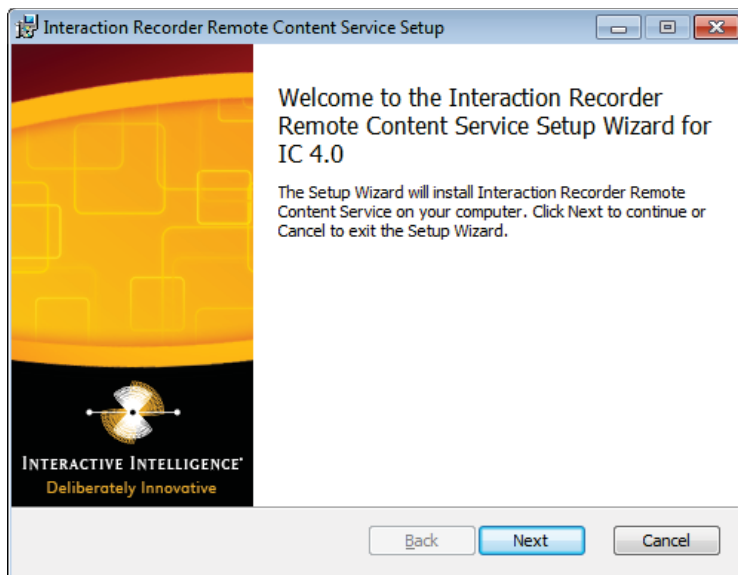 Interaction Recorder Remote Content Service Setup
Welcome to the Interaction Recorder
Remote Content Service Setup Wizard for
IC 4.0
The Setup Wizard will install Interaction Recorder Remote
Content Service on your computer. Click Next to continue or
Cancel to exit the Setup Wizard.
INTERACTIVE INTELLIGENCE
Deliberately Innovative
Back
Next
Cancel